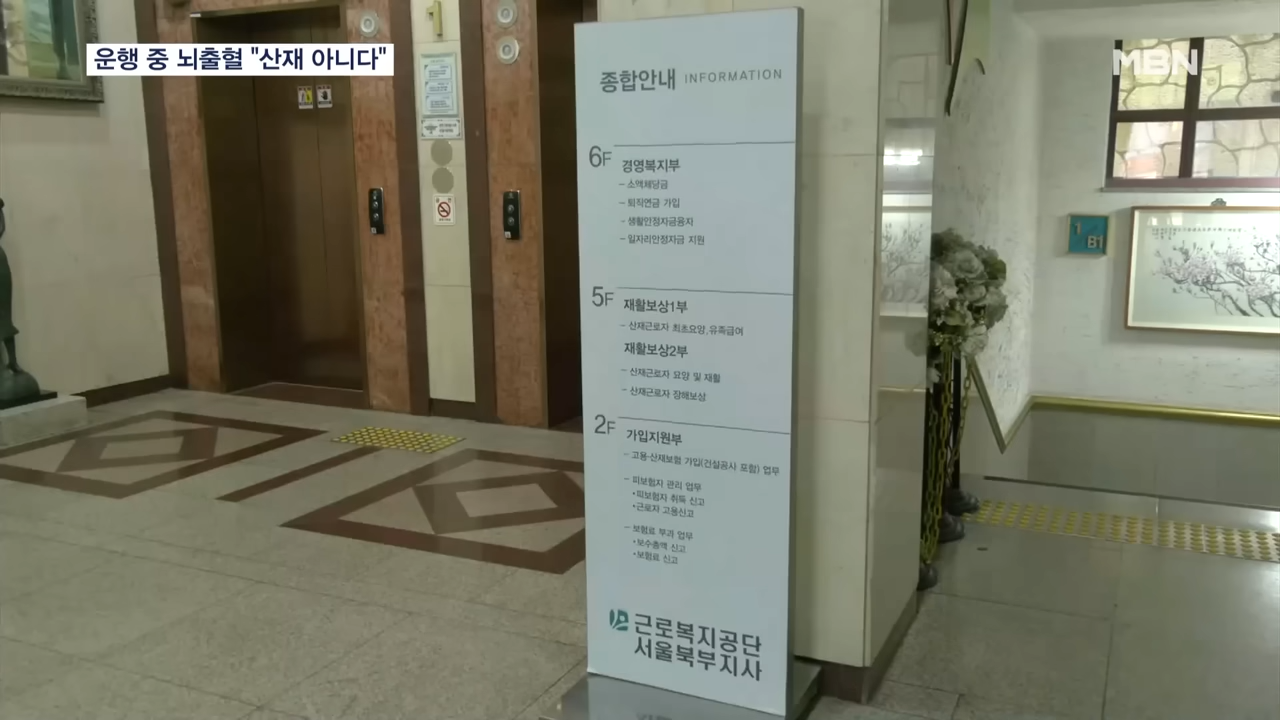 운행 중 뇌출혈 "산재 아니다"
MBN
1
종합안내 INFORMATION
6F 경영복지부
- 소액체당금
- 퇴직연금 가입
- 생활안정자금융자
- 일자리안정자금 지원
5F 재활보상1부
- 산재근로자 최초요양,유족급여
재활보상2부
- 산재근로자 요양 및 재활
- 산재근로자 장해보상
2F 가입지원부
- 고용·산재보험 가입(건설공사 포함) 업무
- 피보험자 관리 업무
•피보험자 취득 신고
•근로자 고용신고
- 보험료 부과 업무
•보수총액 신고
•보험료 신고
근로복지공단
서울북부지사
1
B1